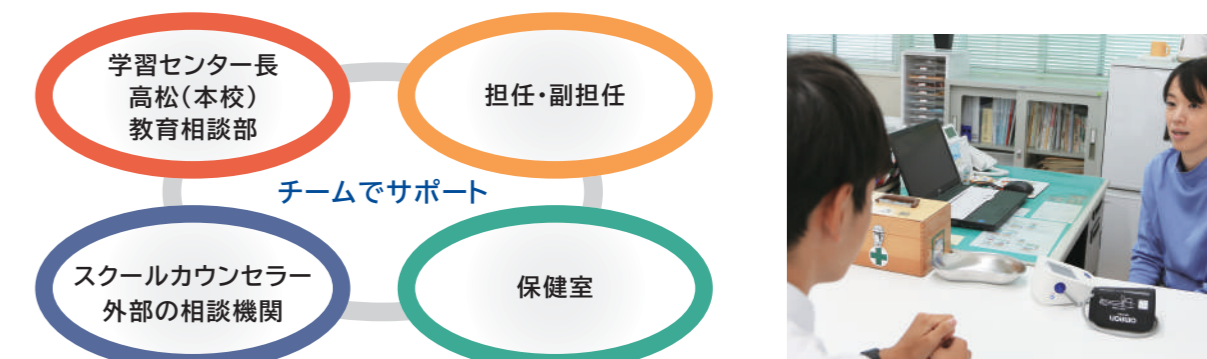 学習センター長
高松(本校)
教育相談部
担任・副担任
チームでサポート
スクールカウンセラー
外部の相談機関
保健室
OMRON